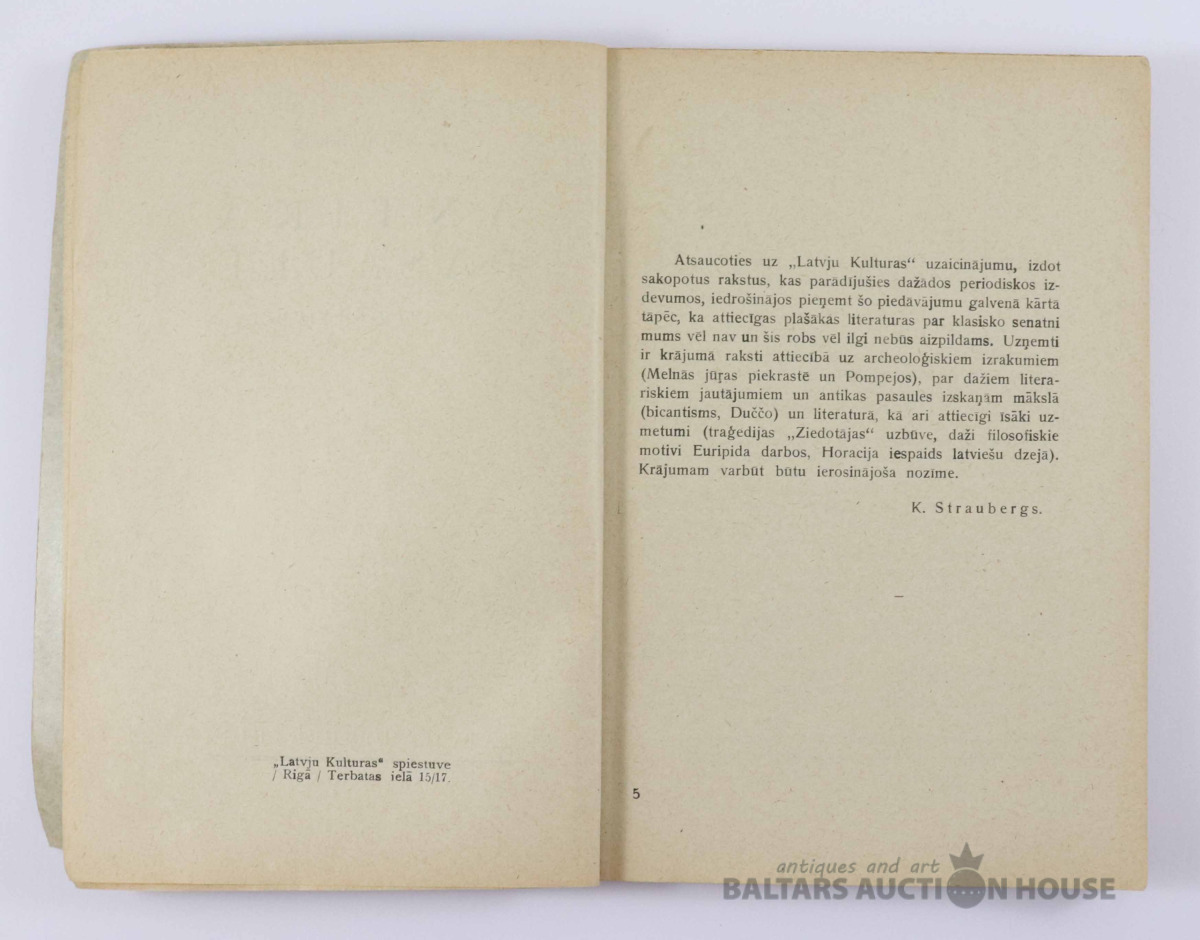 „Latvju Kulturas“ spiestuve
/ Rīgā / Terbatas ielā 15/17.
Atsaucoties uz „Latvju Kulturas“ uzaicinājumu, izdot
sakopotus rakstus, kas parādījušies dažādos periodiskos iz-
devumos, iedrošinājos pieņemt šo piedāvājumu galvenā kārtā
tāpēc, ka attiecīgas plašākas literaturas par klasisko senatni
mums vēl nav un šis robs vēl ilgi nebūs aizpildams. Uzņemti
ir krājumā raksti attiecībā uz archeoloģiskiem izrakumiem
(Melnās jūŗas piekrastē un Pompejos), par dažiem litera-
riskiem jautājumiem un antikas pasaules izskaņām mākslā
(bicantisms, Duččo) un literaturā, kā ari attiecīgi īsāki uz-
metumi (traģedijas „Ziedotājas“ uzbūve, daži filosofiskie
motivi Euripida darbos, Horacija iespaids latviešu dzejā).
Krājumam varbūt būtu ierosinājoša nozīme.
K. Straubergs.
5
antiques and art
BALTARS AUCTION HOUSE